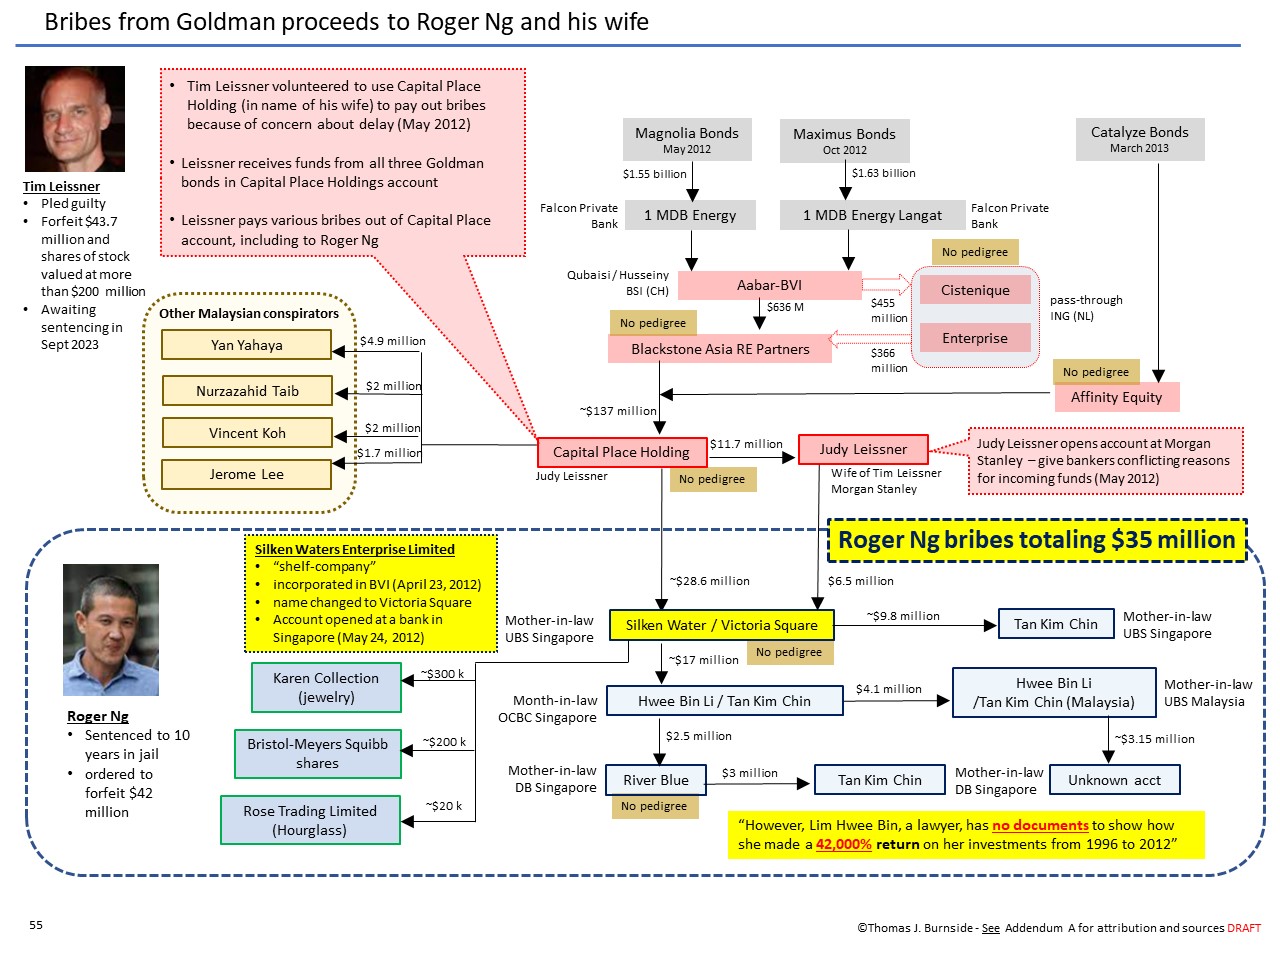 Bribes from Goldman proceeds to Roger Ng and his wife
• Tim Leissner volunteered to use Capital Place
Holding (in name of his wife) to pay out bribes
because of concern about delay (May 2012)
• Leissner receives funds from all three Goldman
bonds in Capital Place Holdings account
• Leissner pays various bribes out of Capital Place
account, including to Roger Ng
Tim Leissner
• Pled guilty
• Forfeit $43.7
million and
shares of stock
valued at more
than $200 million
• Awaiting
sentencing in
Sept 2023
Magnolia Bonds
May 2012
Maximus Bonds
Oct 2012
Catalyze Bonds
March 2013
$1.55 billion
$1.63 billion
Falcon Private
Bank
1 MDB Energy
1 MDB Energy Langat
Falcon Private
Bank
No pedigree
Qubaisi / Husseiny
BSI (CH)
Aabar-BVI
Cistenique
$455
million
pass-through
ING (NL)
$636 M
No pedigree
Enterprise
Blackstone Asia RE Partners
$366
million
No pedigree
Affinity Equity
~$137 million
Other Malaysian conspirators
Yan Yahaya
$4.9 million
Nurzazahid Taib
$2 million
Vincent Koh
$2 million
Jerome Lee
$1.7 million
Capital Place Holding
Judy Leissner
No pedigree
$11.7 million
Judy Leissner
Wife of Tim Leissner
Morgan Stanley
Judy Leissner opens account at Morgan
Stanley – give bankers conflicting reasons
for incoming funds (May 2012)
Roger Ng bribes totaling $35 million
Silken Waters Enterprise Limited
• “shelf-company”
• incorporated in BVI (April 23, 2012)
• name changed to Victoria Square
• Account opened at a bank in
Singapore (May 24, 2012)
~$28.6 million
$6.5 million
Mother-in-law
UBS Singapore
Silken Water / Victoria Square
No pedigree
~$9.8 million
Tan Kim Chin
Mother-in-law
UBS Singapore
~$17 million
Karen Collection
(jewelry)
~$300 k
Month-in-law
OCBC Singapore
Hwee Bin Li / Tan Kim Chin
$4.1 million
Hwee Bin Li
/Tan Kim Chin (Malaysia)
Mother-in-law
UBS Malaysia
Roger Ng
• Sentenced to 10
years in jail
• ordered to
forfeit $42
million
Bristol-Meyers Squibb
shares
~$200 k
$2.5 million
~$3.15 million
Mother-in-law
DB Singapore
River Blue
No pedigree
$3 million
Tan Kim Chin
Mother-in-law
DB Singapore
Unknown acct
Rose Trading Limited
(Hourglass)
~$20 k
“However, Lim Hwee Bin, a lawyer, has no documents to show how
she made a 42,000% return on her investments from 1996 to 2012”
55
©Thomas J. Burnside - See Addendum A for attribution and sources DRAFT